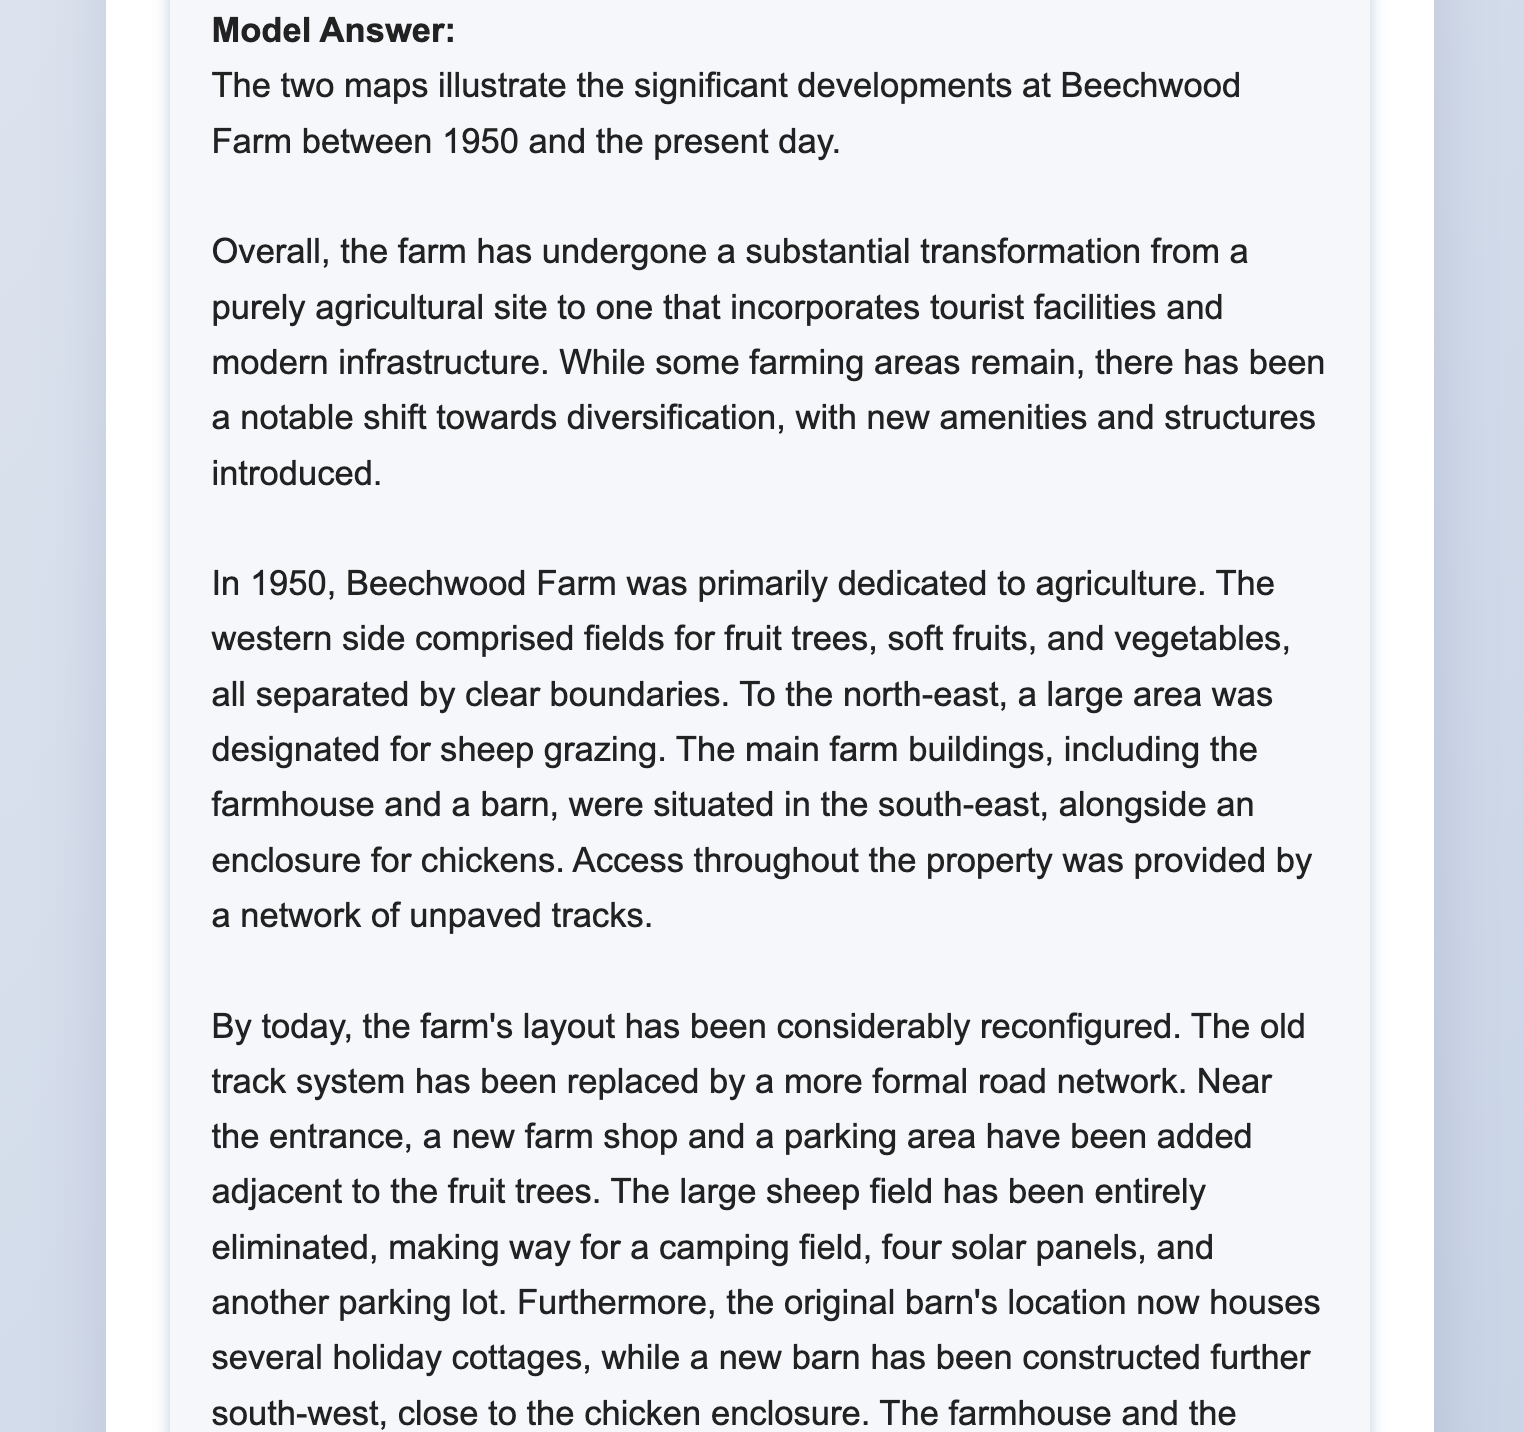 Model Answer:
The two maps illustrate the significant developments at Beechwood
Farm between 1950 and the present day.
Overall, the farm has undergone a substantial transformation from a
purely agricultural site to one that incorporates tourist facilities and
modern infrastructure. While some farming areas remain, there has been
a notable shift towards diversification, with new amenities and structures
introduced.
In 1950, Beechwood Farm was primarily dedicated to agriculture. The
western side comprised fields for fruit trees, soft fruits, and vegetables,
all separated by clear boundaries. To the north-east, a large area was
designated for sheep grazing. The main farm buildings, including the
farmhouse and a barn, were situated in the south-east, alongside an
enclosure for chickens. Access throughout the property was provided by
a network of unpaved tracks.
By today, the farm's layout has been considerably reconfigured. The old
track system has been replaced by a more formal road network. Near
the entrance, a new farm shop and a parking area have been added
adjacent to the fruit trees. The large sheep field has been entirely
eliminated, making way for a camping field, four solar panels, and
another parking lot. Furthermore, the original barn's location now houses
several holiday cottages, while a new barn has been constructed further
south-west, close to the chicken enclosure. The farmhouse and the